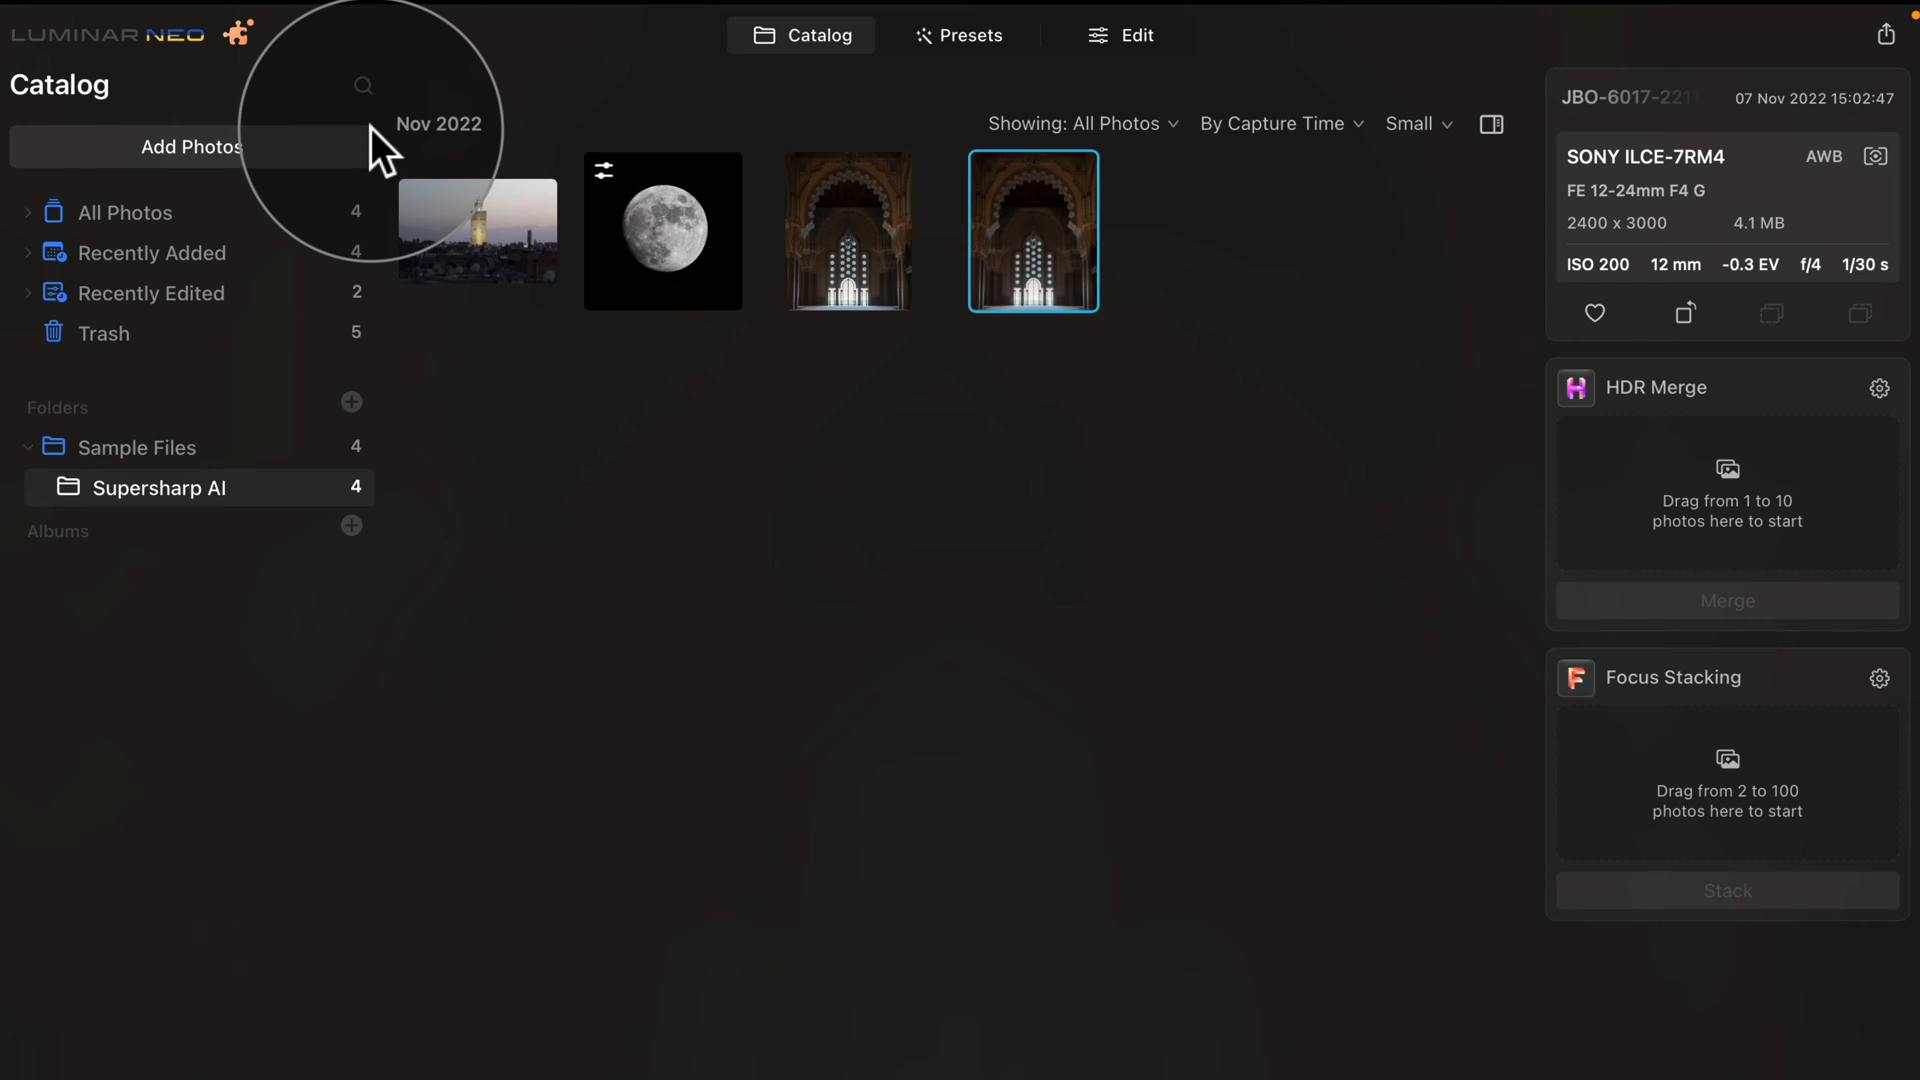 LUMINAR NEO
Catalog
Presets
Edit
Catalog
Add Photos
Nov 2022
Showing: All Photos
By Capture Time
Small
All Photos 4
Recently Added 4
Recently Edited 2
Trash 5
Folders
Sample Files 4
Supersharp AI 4
Albums
JBO-6017-221 07 Nov 2022 15:02:47
SONY ILCE-7RM4 AWB
FE 12-24mm F4 G
2400 x 3000 4.1 MB
ISO 200 12 mm -0.3 EV f/4 1/30 s
HDR Merge
Drag from 1 to 10
photos here to start
Merge
Focus Stacking
Drag from 2 to 100
photos here to start
Stack